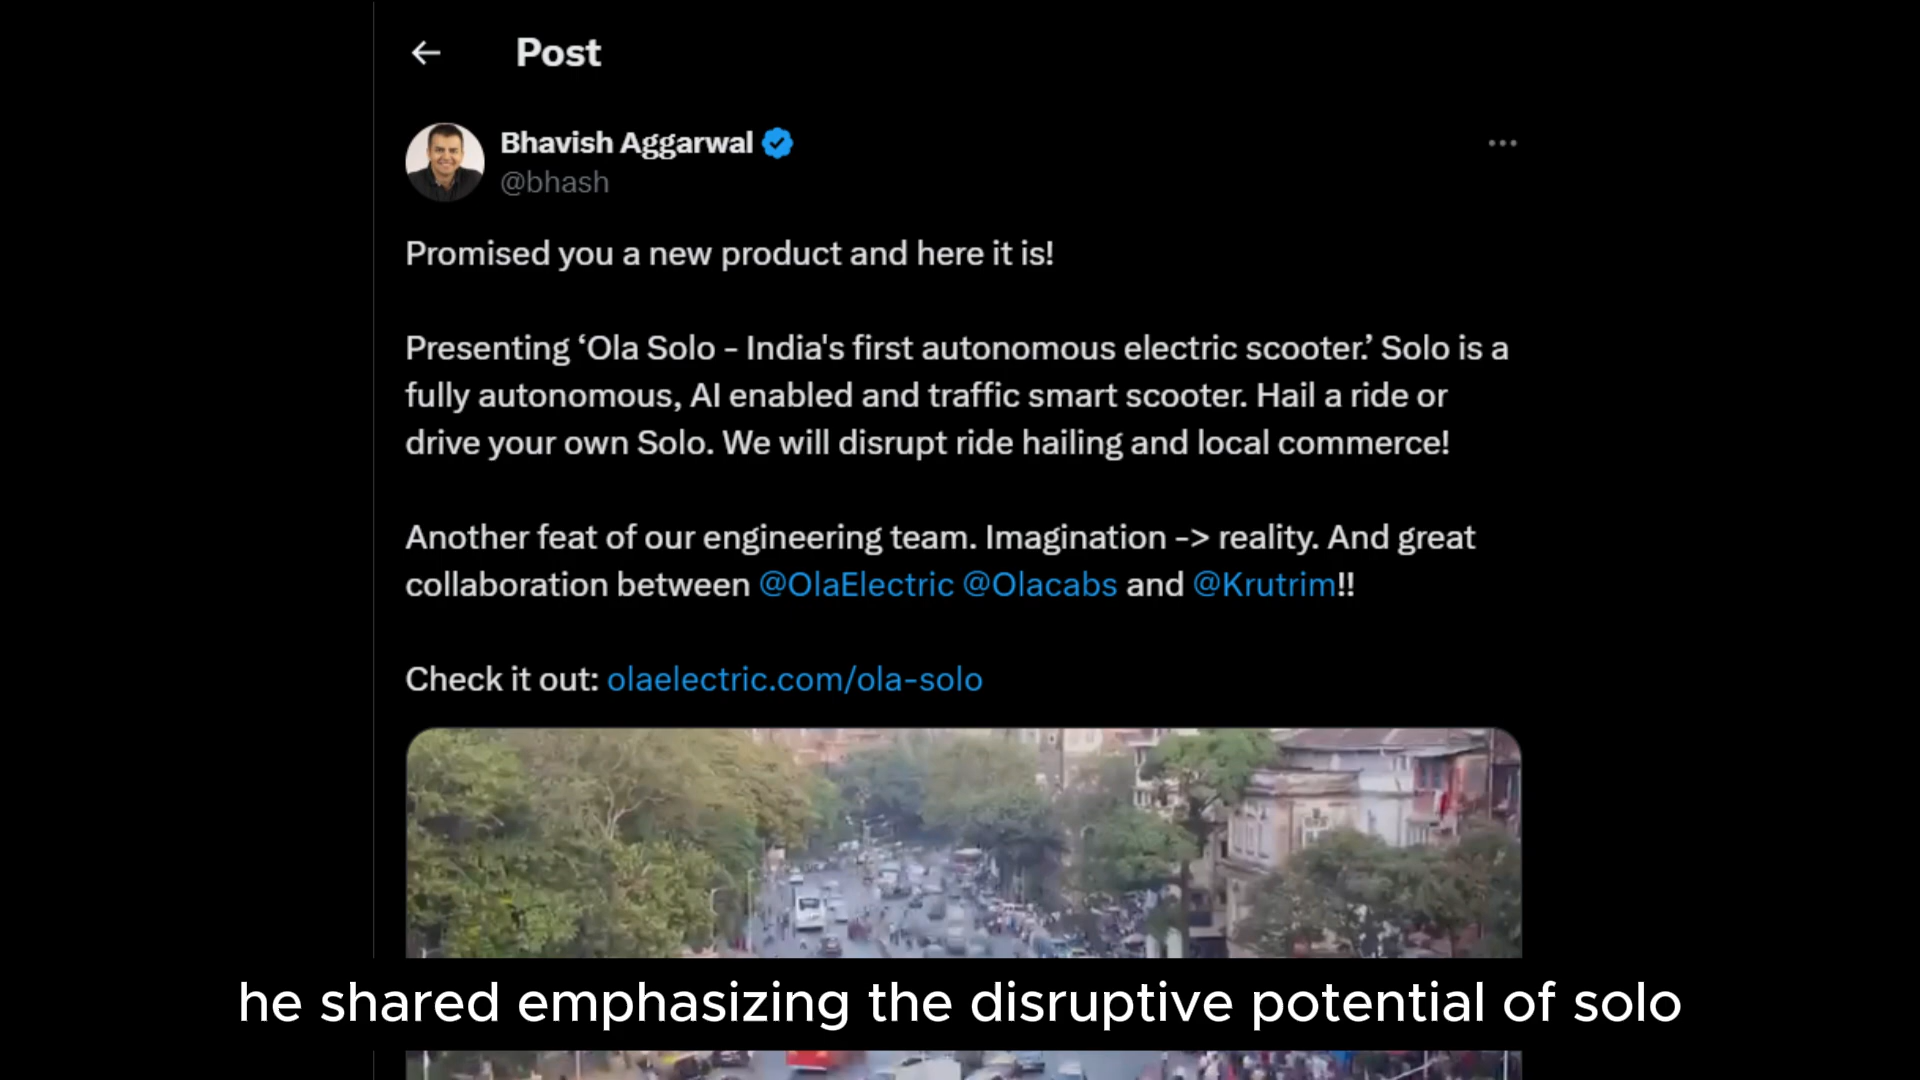 Post
Bhavish Aggarwal
@bhash
Promised you a new product and here it is!
Presenting ‘Ola Solo - India's first autonomous electric scooter.’ Solo is a
fully autonomous, AI enabled and traffic smart scooter. Hail a ride or
drive your own Solo. We will disrupt ride hailing and local commerce!
Another feat of our engineering team. Imagination -> reality. And great
collaboration between @OlaElectric @Olacabs and @Krutrim!!
Check it out: olaelectric.com/ola-solo
he shared emphasizing the disruptive potential of solo